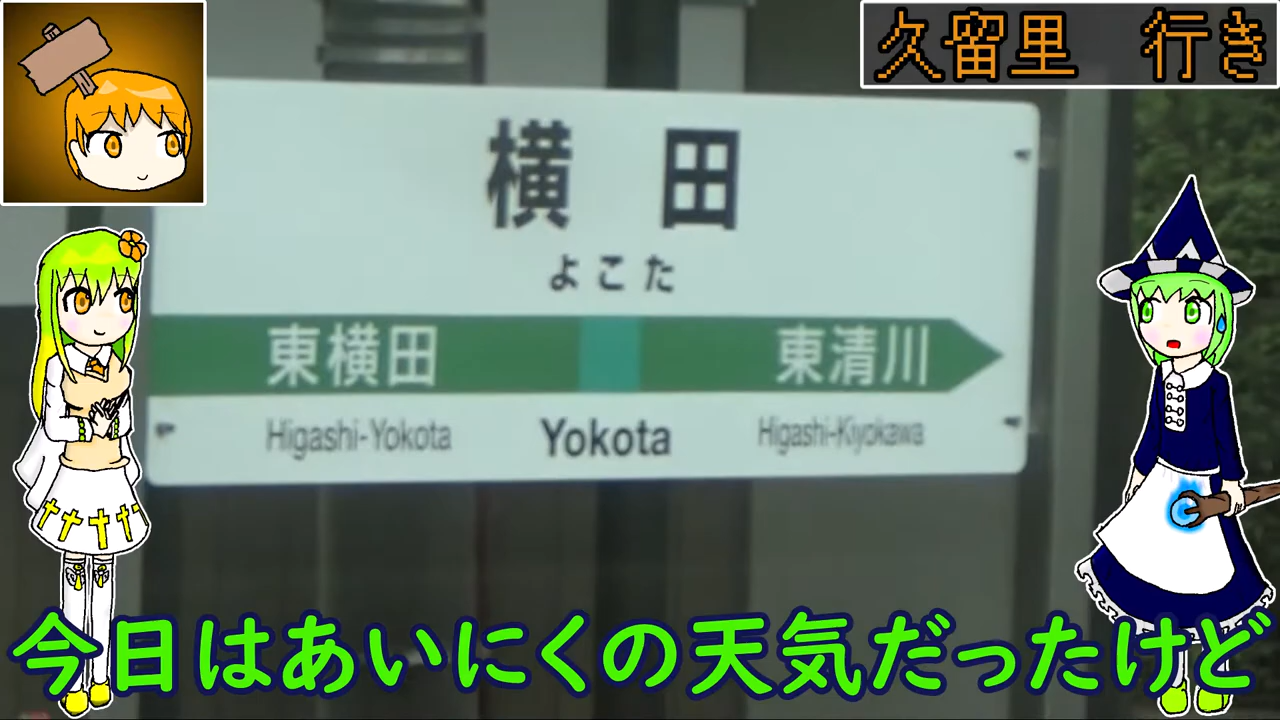 久留里 行き
横田
よこた
東横田 東清川
Higashi-Yokota Yokota Higashi-Kiyokawa
今日はあいにくの天気だったけど